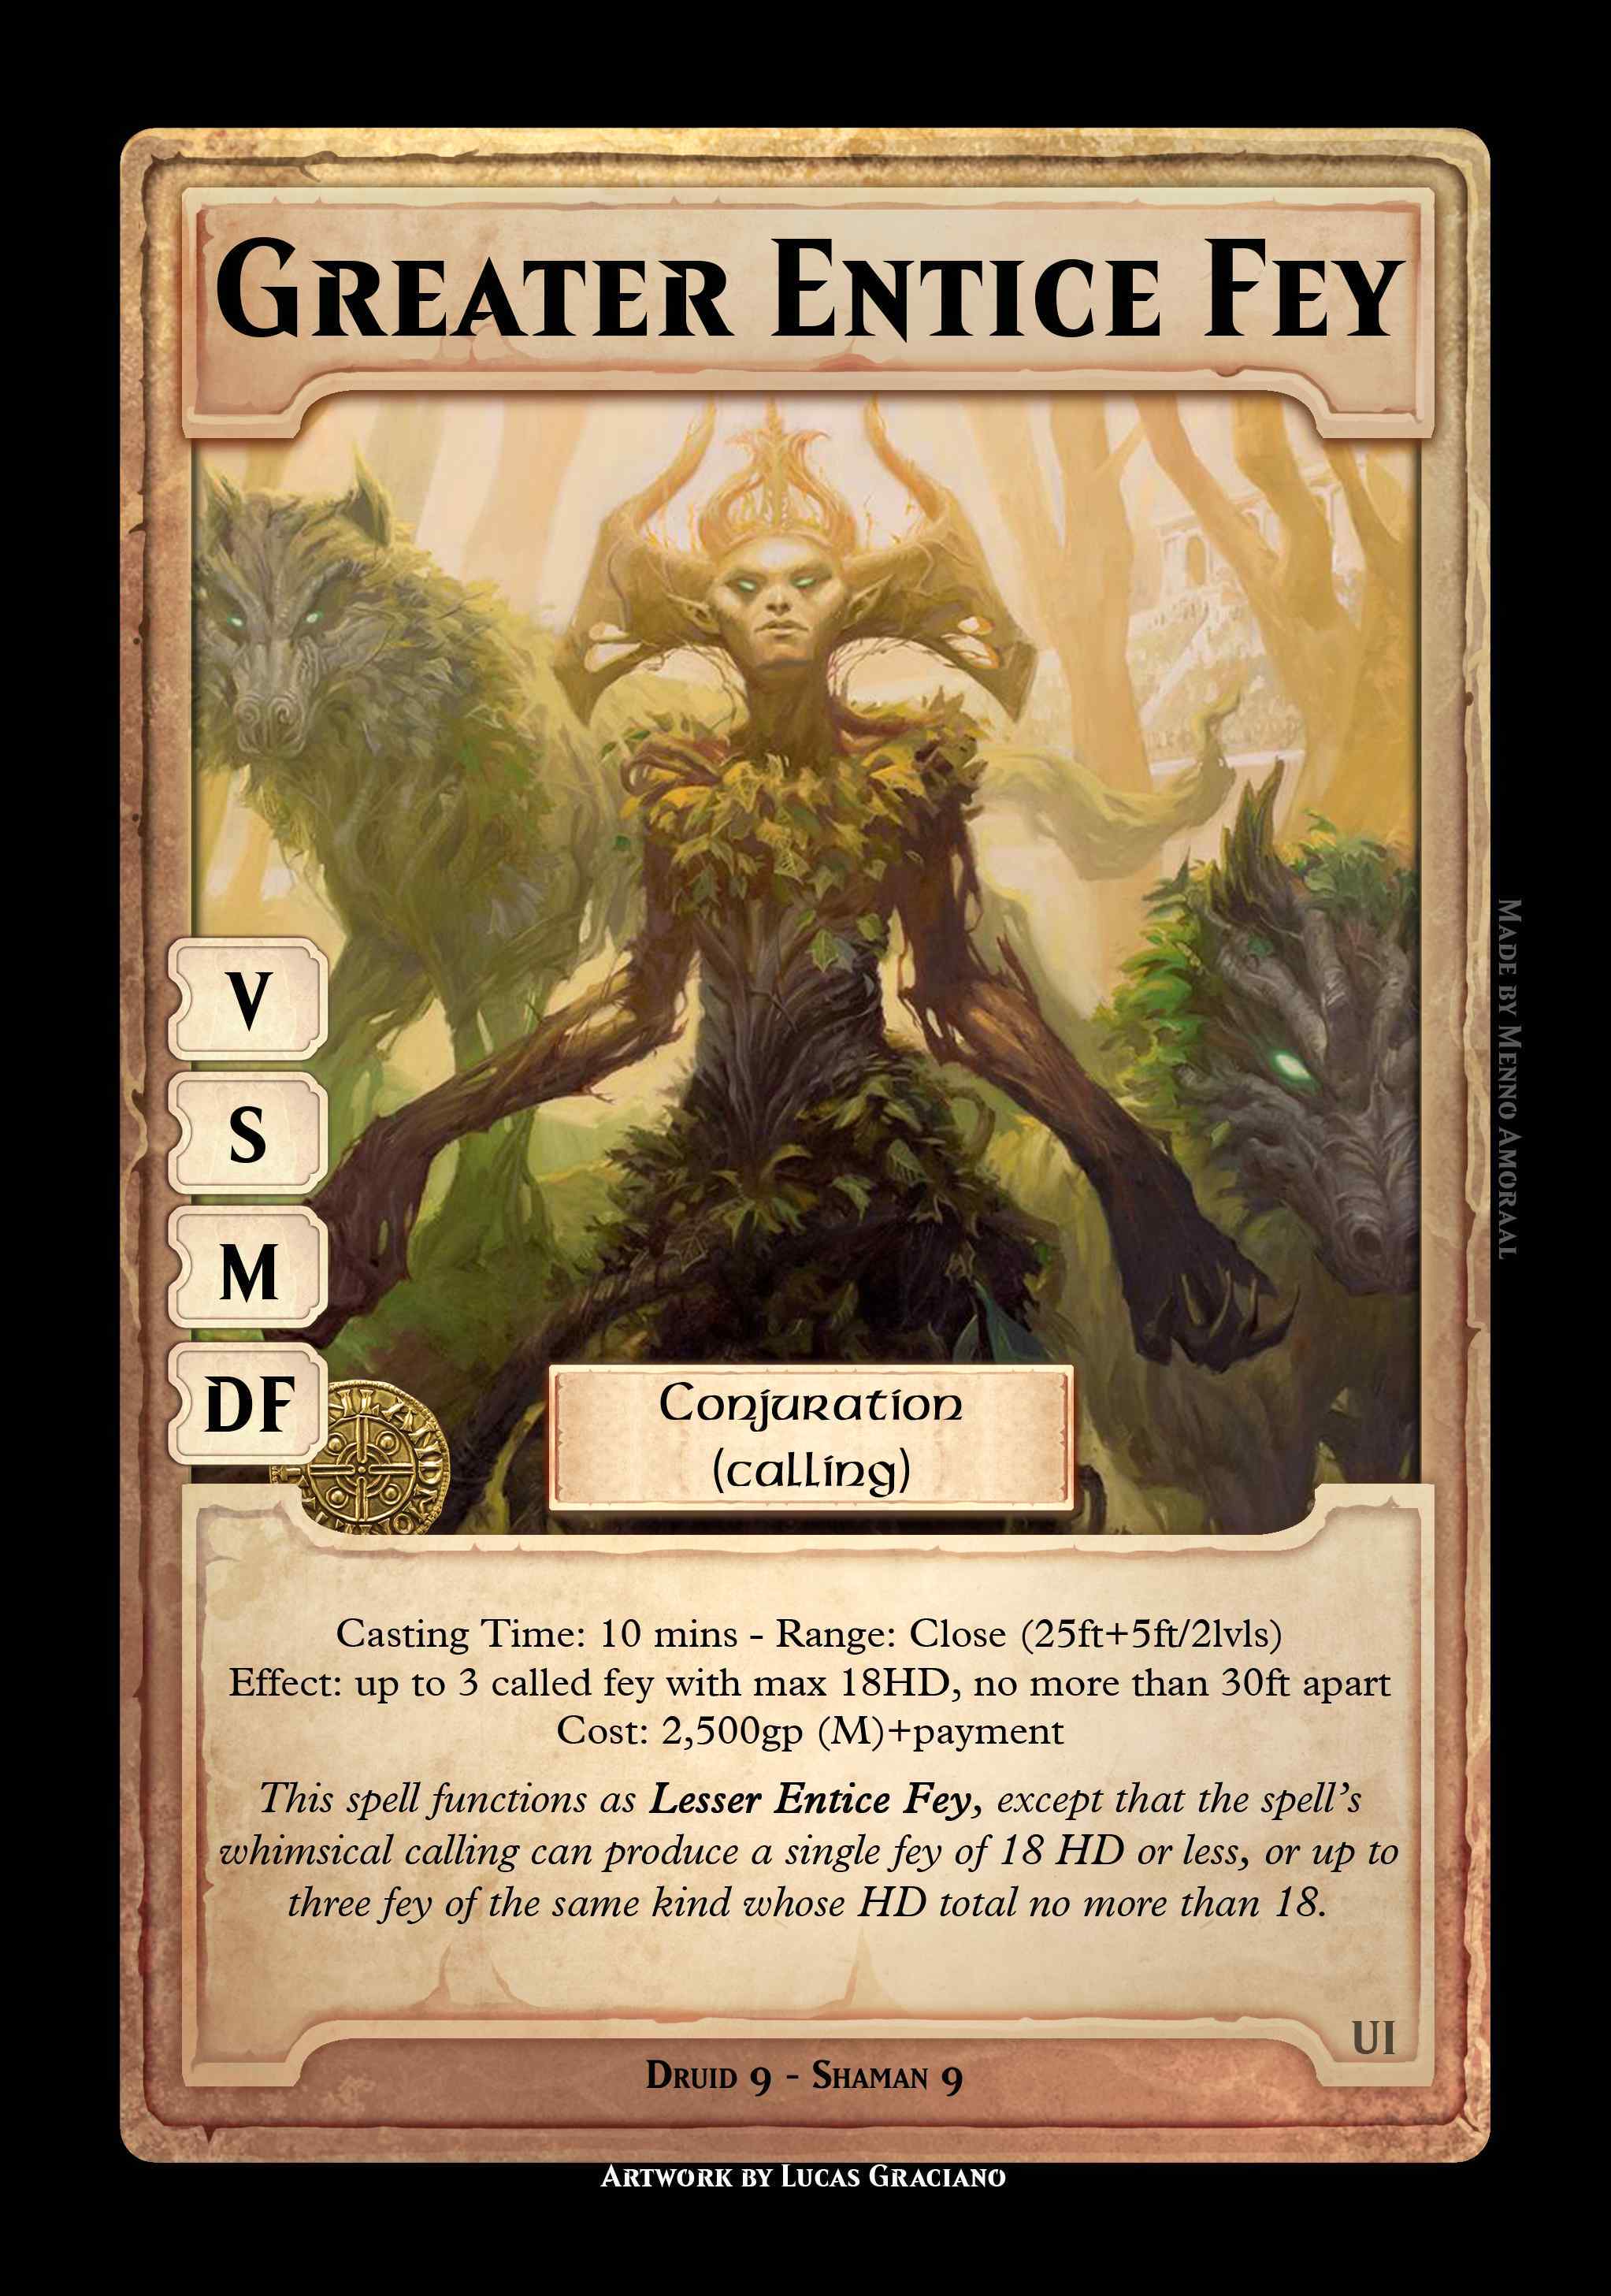 Greater Entice Fey
V
S
M
DF
Conjuration
(calling)
Casting Time: 10 mins - Range: Close (25ft+5ft/2lvls)
Effect: up to 3 called fey with max 18HD, no more than 30ft apart
Cost: 2,500gp (M)+payment
This spell functions as Lesser Entice Fey, except that the spell's
whimsical calling can produce a single fey of 18 HD or less, or up to
three fey of the same kind whose HD total no more than 18.
UI
Druid 9 - Shaman 9
Artwork by Lucas Graciano
Made by Menno Amoraal